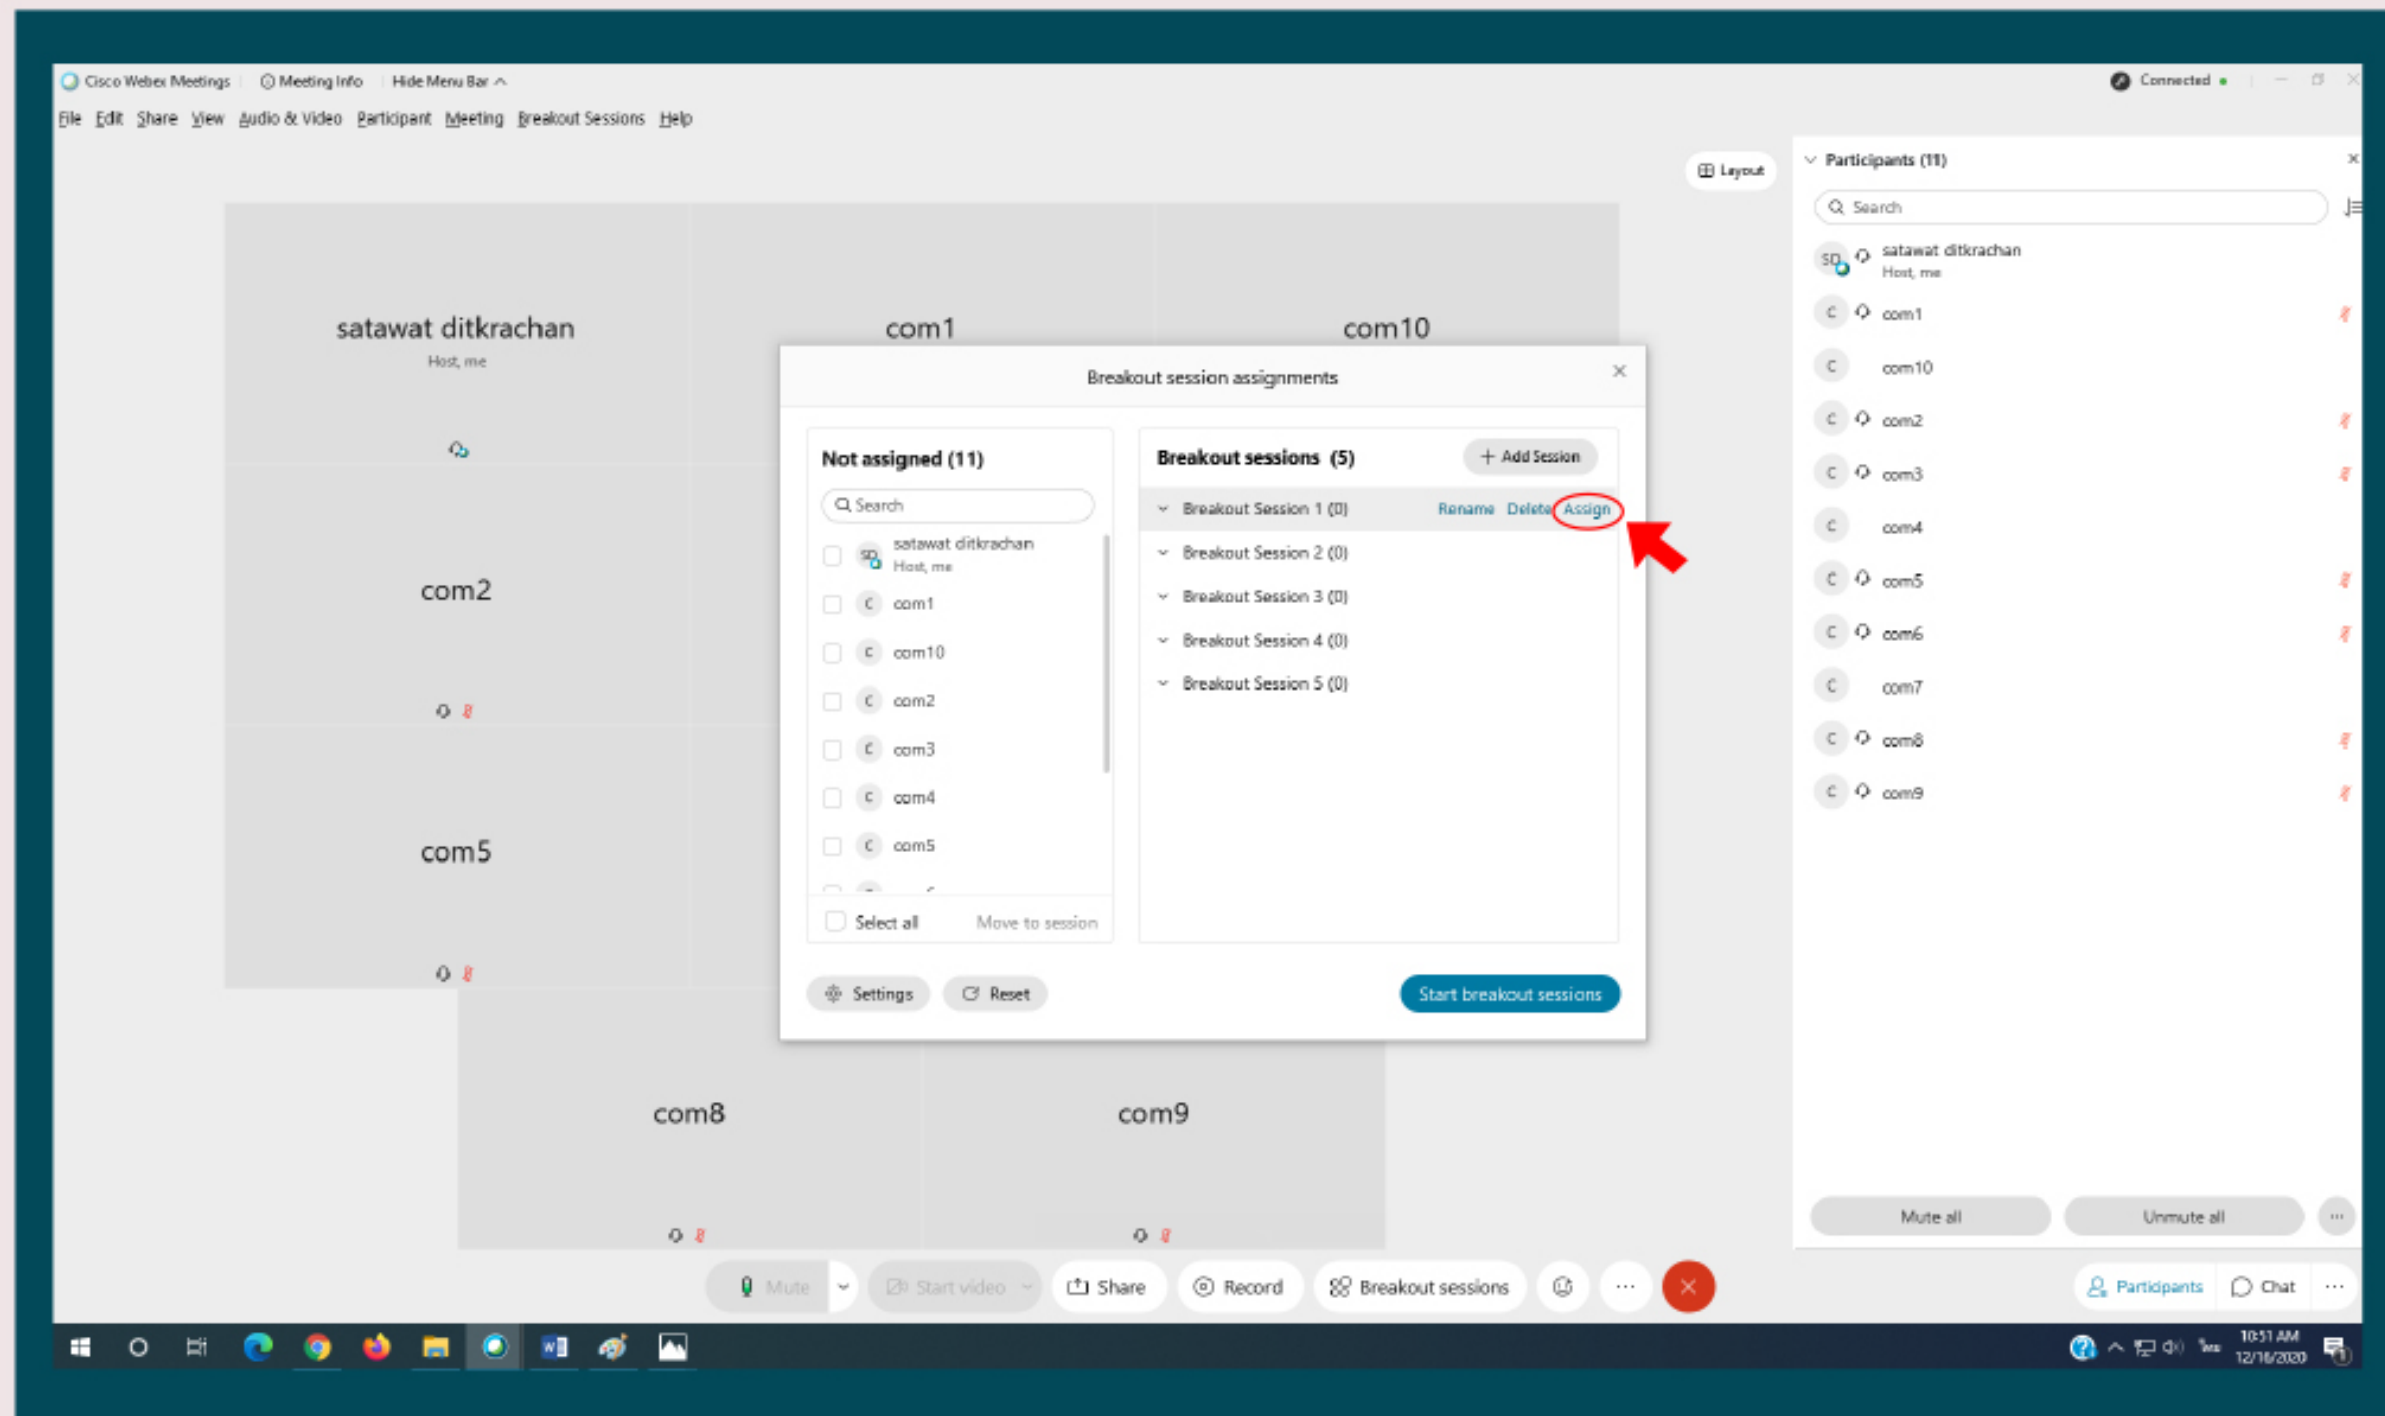 Cisco Webex Meetings Meeting Info Hide Menu Bar
Connected
File Edit Share View Audio & Video Participant Meeting Breakout Sessions Help
Layout
satawat ditkrachan
Host, me
com1
com10
com2
com5
com8
com9
Breakout session assignments
Not assigned (11)
Search
SD satawat ditkrachan
Host, me
C com1
C com10
C com2
C com3
C com4
C com5
Select all Move to session
Breakout sessions (5) + Add Session
Breakout Session 1 (0) Rename Delete Assign
Breakout Session 2 (0)
Breakout Session 3 (0)
Breakout Session 4 (0)
Breakout Session 5 (0)
Settings Reset Start breakout sessions
Participants (11)
Search
SD satawat ditkrachan
Host, me
C com1
C com10
C com2
C com3
C com4
C com5
C com6
C com7
C com8
C com9
Mute all Unmute all
Mute Start video Share Record Breakout sessions
Participants Chat
10:51 AM
12/16/2020